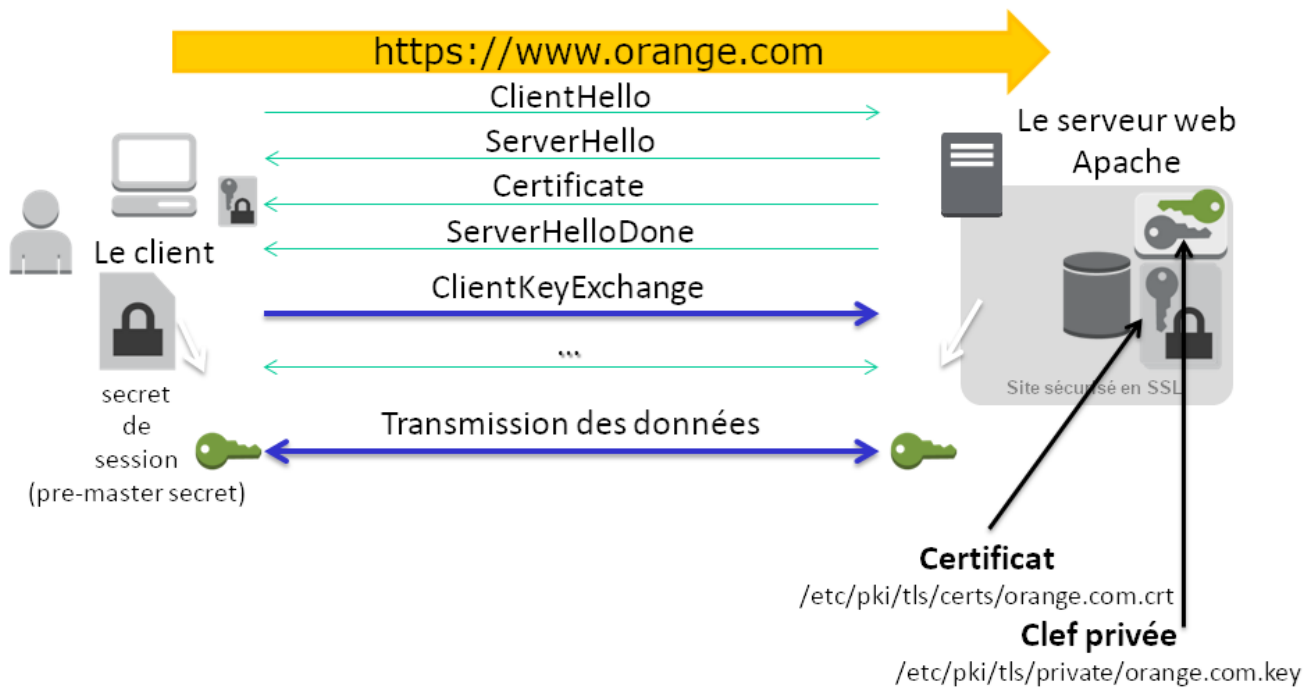 https://www.orange.com
ClientHello
ServerHello
Certificate
ServerHelloDone
ClientKeyExchange
...
Transmission des données
Le client
secret
de
session
(pre-master secret)
Le serveur web
Apache
Site sécurisé en SSL
Certificat
/etc/pki/tls/certs/orange.com.crt
Clef privée
/etc/pki/tls/private/orange.com.key